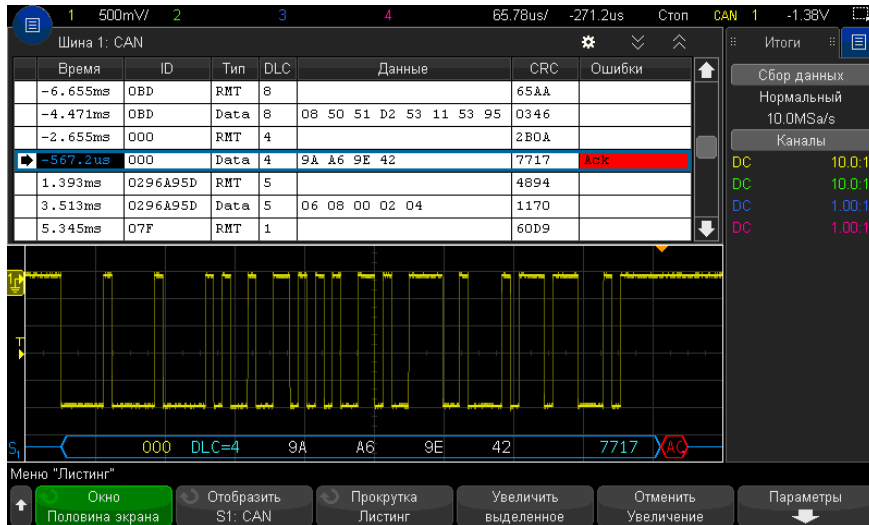 1 500mV/ 2 3 4 65.78us/ -271.2us Стоп CAN 1 -1.38V
Шина 1: CAN
Итоги
Время ID Тип DLC Данные CRC Ошибки
-6.655ms 0BD RMT 8 65AA
-4.471ms 0BD Data 8 08 50 51 D2 53 11 53 95 0346
-2.655ms 000 RMT 4 2B0A
-567.2us 000 Data 4 9A A6 9E 42 7717 Ack
1.393ms 0296A95D RMT 5 4894
3.513ms 0296A95D Data 5 06 08 00 02 04 1170
5.345ms 07F RMT 1 60D9
Сбор данных
Нормальный
10.0MSa/s
Каналы
DC 10.0:1
DC 10.0:1
DC 1.00:1
DC 1.00:1
1
T
S1 000 DLC=4 9A A6 9E 42 7717 AC
Меню "Листинг"
Окно
Половина экрана
Отобразить
S1: CAN
Прокрутка
Листинг
Увеличить
выделенное
Отменить
Увеличение
Параметры